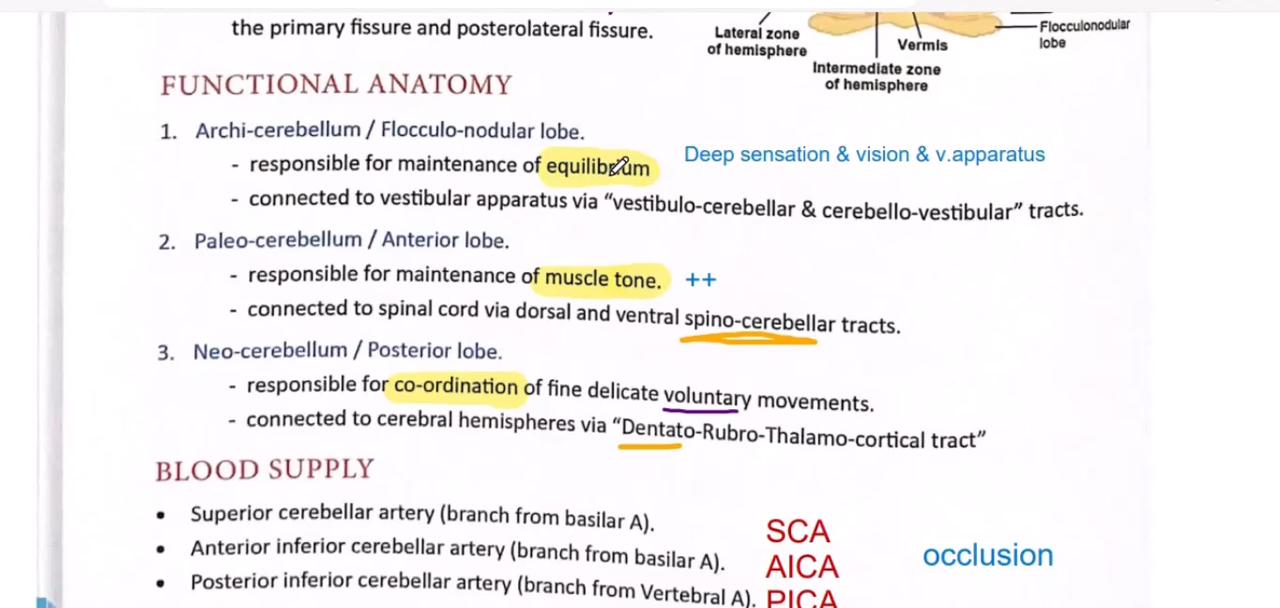 the primary fissure and posterolateral fissure.
Lateral zone
of hemisphere
Vermis
Intermediate zone
of hemisphere
Flocculonodular
lobe
FUNCTIONAL ANATOMY
1. Archi-cerebellum / Flocculo-nodular lobe.
- responsible for maintenance of equilibrium
Deep sensation & vision & v.apparatus
- connected to vestibular apparatus via “vestibulo-cerebellar & cerebello-vestibular” tracts.
2. Paleo-cerebellum / Anterior lobe.
- responsible for maintenance of muscle tone. ++
- connected to spinal cord via dorsal and ventral spino-cerebellar tracts.
3. Neo-cerebellum / Posterior lobe.
- responsible for co-ordination of fine delicate voluntary movements.
- connected to cerebral hemispheres via “Dentato-Rubro-Thalamo-cortical tract”
BLOOD SUPPLY
• Superior cerebellar artery (branch from basilar A). SCA
• Anterior inferior cerebellar artery (branch from basilar A). AICA
occlusion
• Posterior inferior cerebellar artery (branch from Vertebral A). PICA